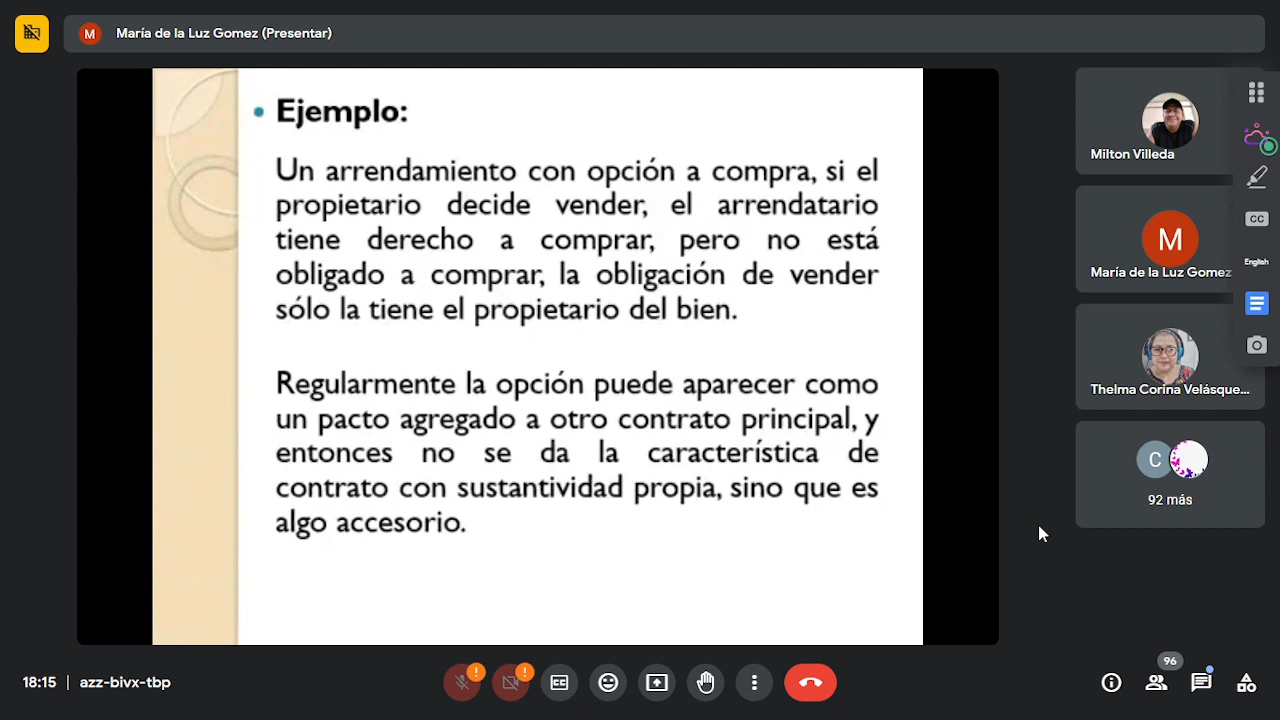 M María de la Luz Gomez (Presentar)
• Ejemplo:
Un arrendamiento con opción a compra, si el
propietario decide vender, el arrendatario
tiene derecho a comprar, pero no está
obligado a comprar, la obligación de vender
sólo la tiene el propietario del bien.
Regularmente la opción puede aparecer como
un pacto agregado a otro contrato principal, y
entonces no se da la característica de
contrato con sustantividad propia, sino que es
algo accesorio.
Milton Villeda
M
María de la Luz Gomez
Thelma Corina Velásque...
C
92 más
CC
English
18:15 | azz-bivx-tbp
96